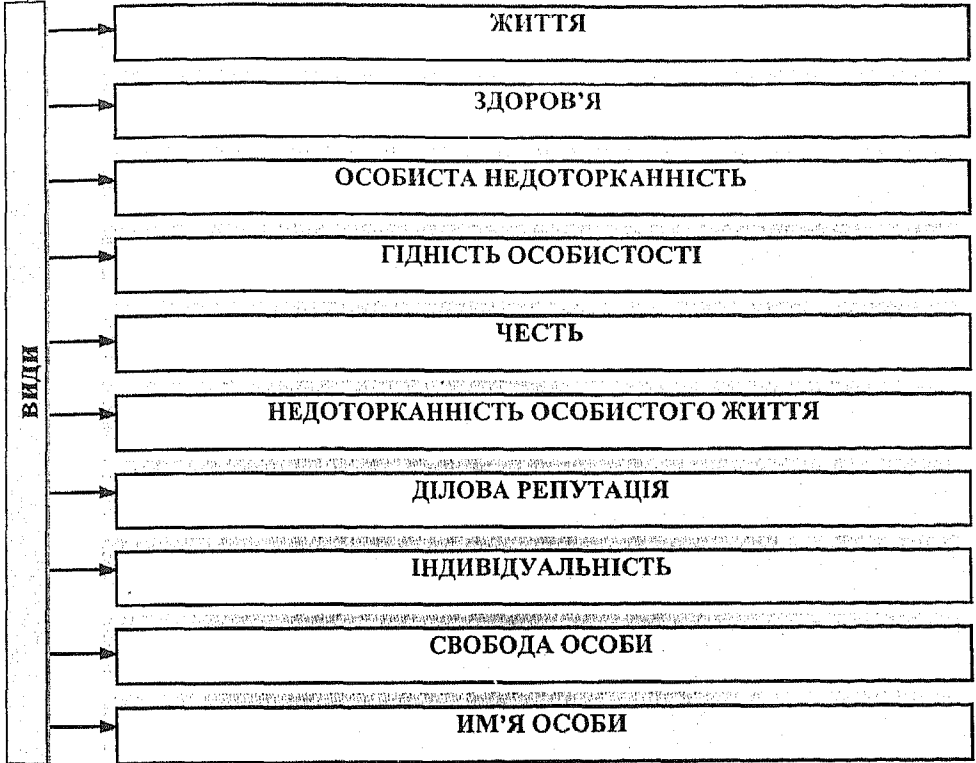 ВИДИ
ЖИТТЯ
ЗДОРОВ'Я
ОСОБИСТА НЕДОТОРКАННІСТЬ
ГІДНІСТЬ ОСОБИСТОСТІ
ЧЕСТЬ
НЕДОТОРКАННІСТЬ ОСОБИСТОГО ЖИТТЯ
ДІЛОВА РЕПУТАЦІЯ
ІНДИВІДУАЛЬНІСТЬ
СВОБОДА ОСОБИ
ИМ'Я ОСОБИ